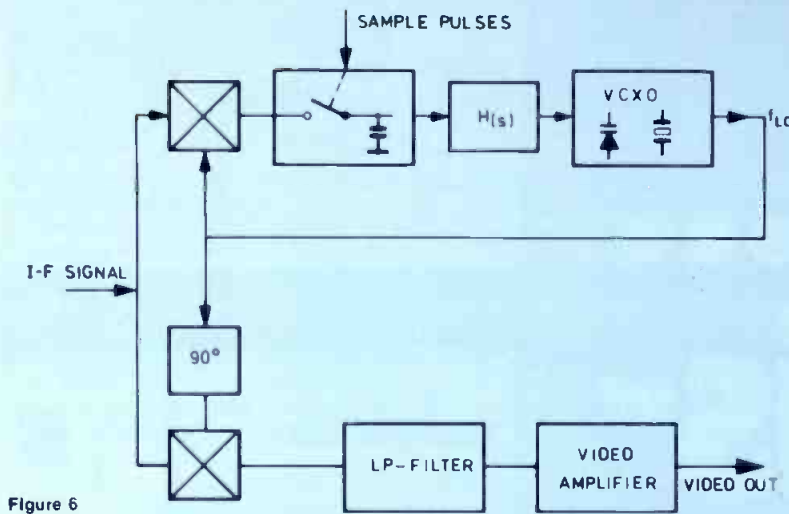 SAMPLE PULSES
H(s)
VCXO
fLO
I-F SIGNAL
90°
LP-FILTER
VIDEO
AMPLIFIER
VIDEO OUT
Figure 6